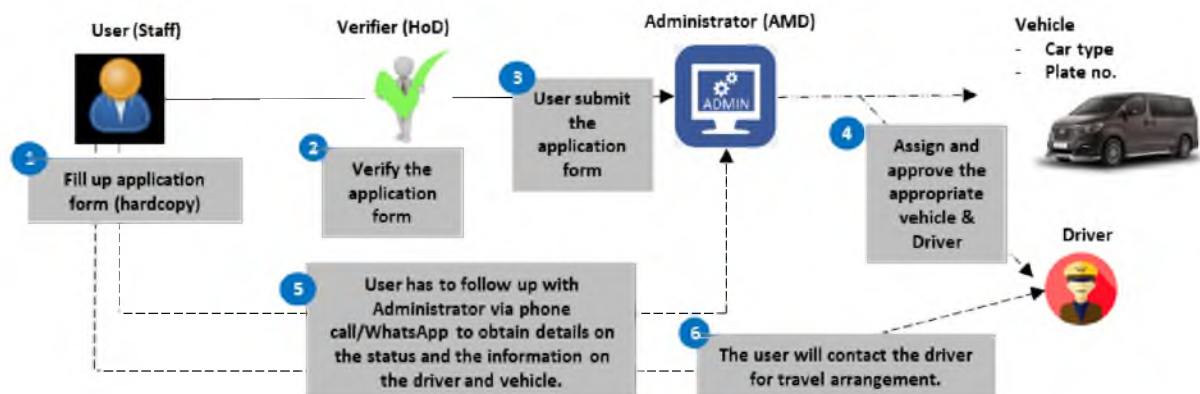 User (Staff)
Verifier (HoD)
Administrator (AMD)
Vehicle
- Car type
- Plate no.
ADMIN
1
Fill up application
form (hardcopy)
2
Verify the
application
form
3
User submit
the
application
form
4
Assign and
approve the
appropriate
vehicle &
Driver
Driver
5
User has to follow up with
Administrator via phone
call/WhatsApp to obtain details on
the status and the information on
the driver and vehicle.
6
The user will contact the driver
for travel arrangement.